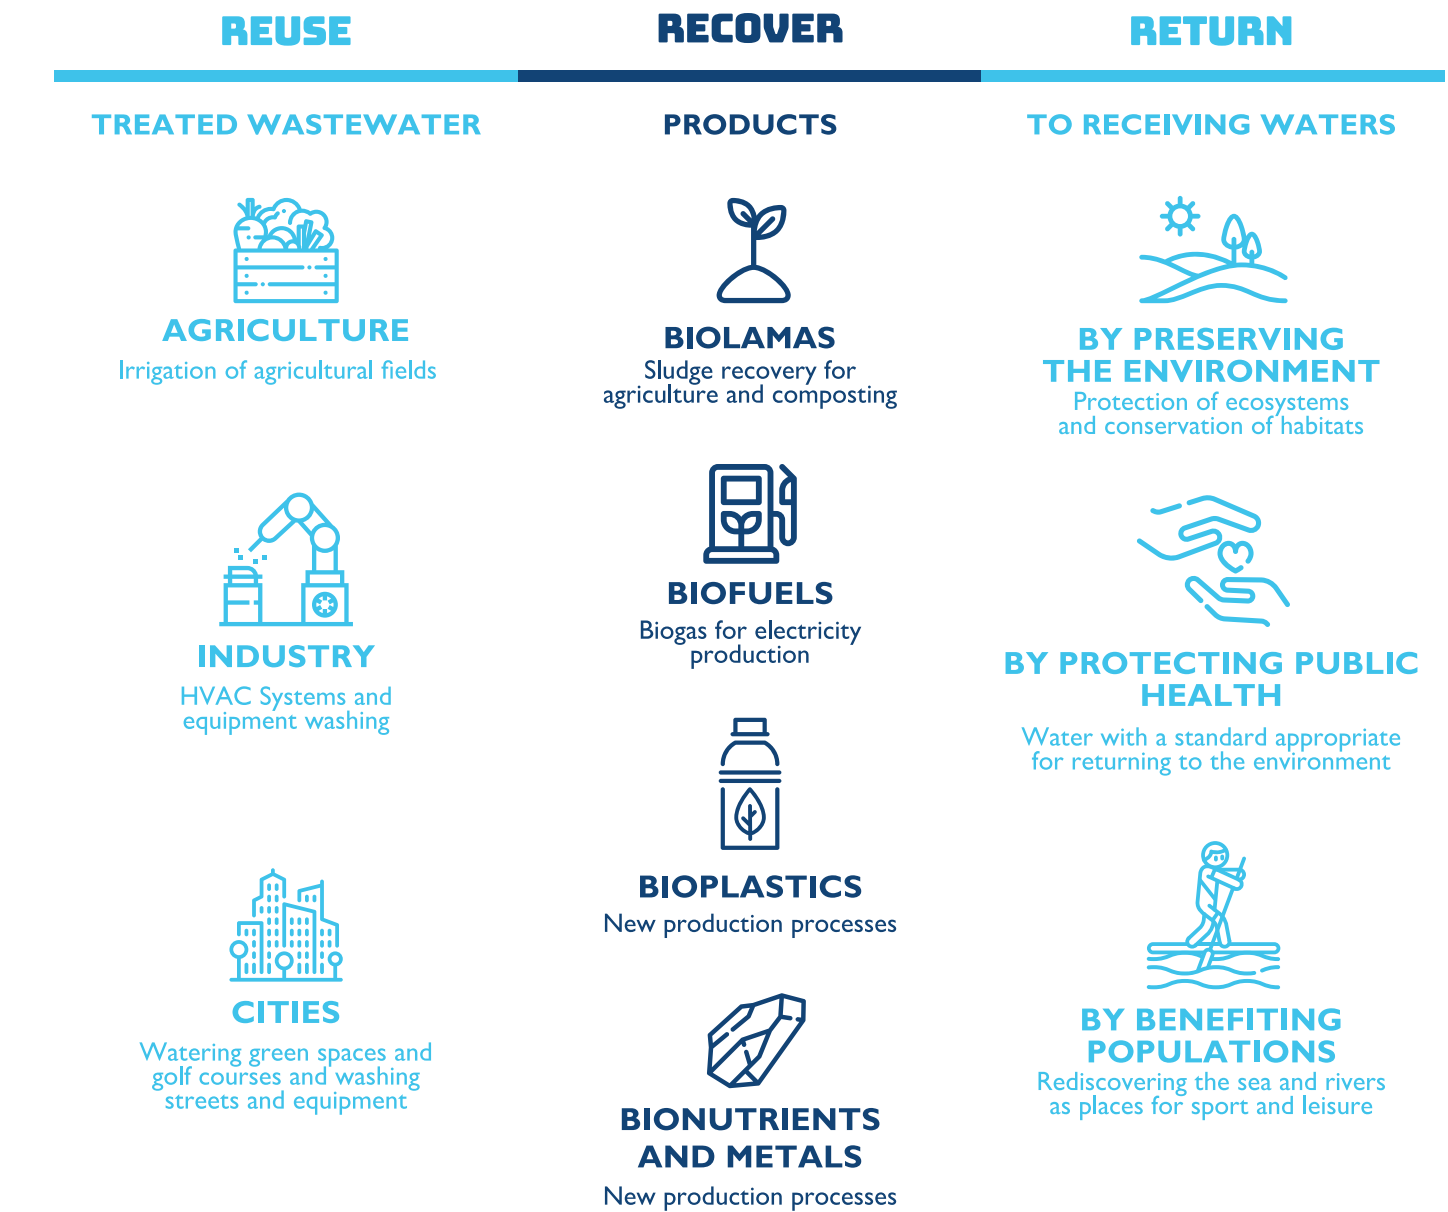 REUSE
TREATED WASTEWATER
AGRICULTURE
Irrigation of agricultural fields
INDUSTRY
HVAC Systems and
equipment washing
CITIES
Watering green spaces and
golf courses and washing
streets and equipment
RECOVER
PRODUCTS
BIOLAMAS
Sludge recovery for
agriculture and composting
BIOFUELS
Biogas for electricity
production
BIOPLASTICS
New production processes
BIONUTRIENTS
AND METALS
New production processes
RETURN
TO RECEIVING WATERS
BY PRESERVING
THE ENVIRONMENT
Protection of ecosystems
and conservation of habitats
BY PROTECTING PUBLIC
HEALTH
Water with a standard appropriate
for returning to the environment
BY BENEFITING
POPULATIONS
Rediscovering the sea and rivers
as places for sport and leisure